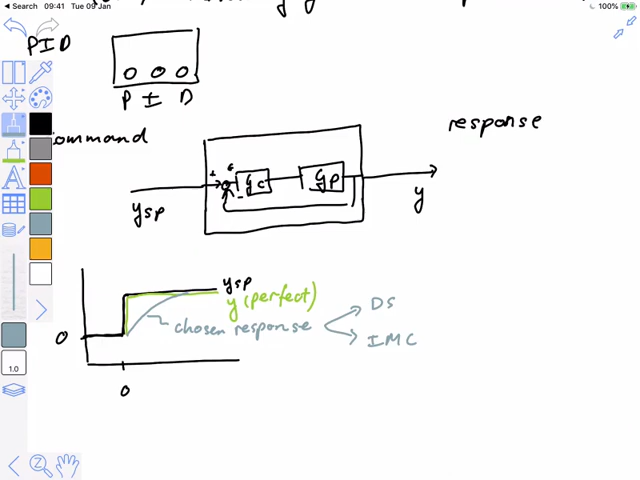 Search 09:41 Tue 09 Jan 100%
PID
P I D
command
response
+ e
gc
gp
-
ysp
y
ysp
y (perfect)
chosen response
DS
IMC
0
0
A
1.0
Z